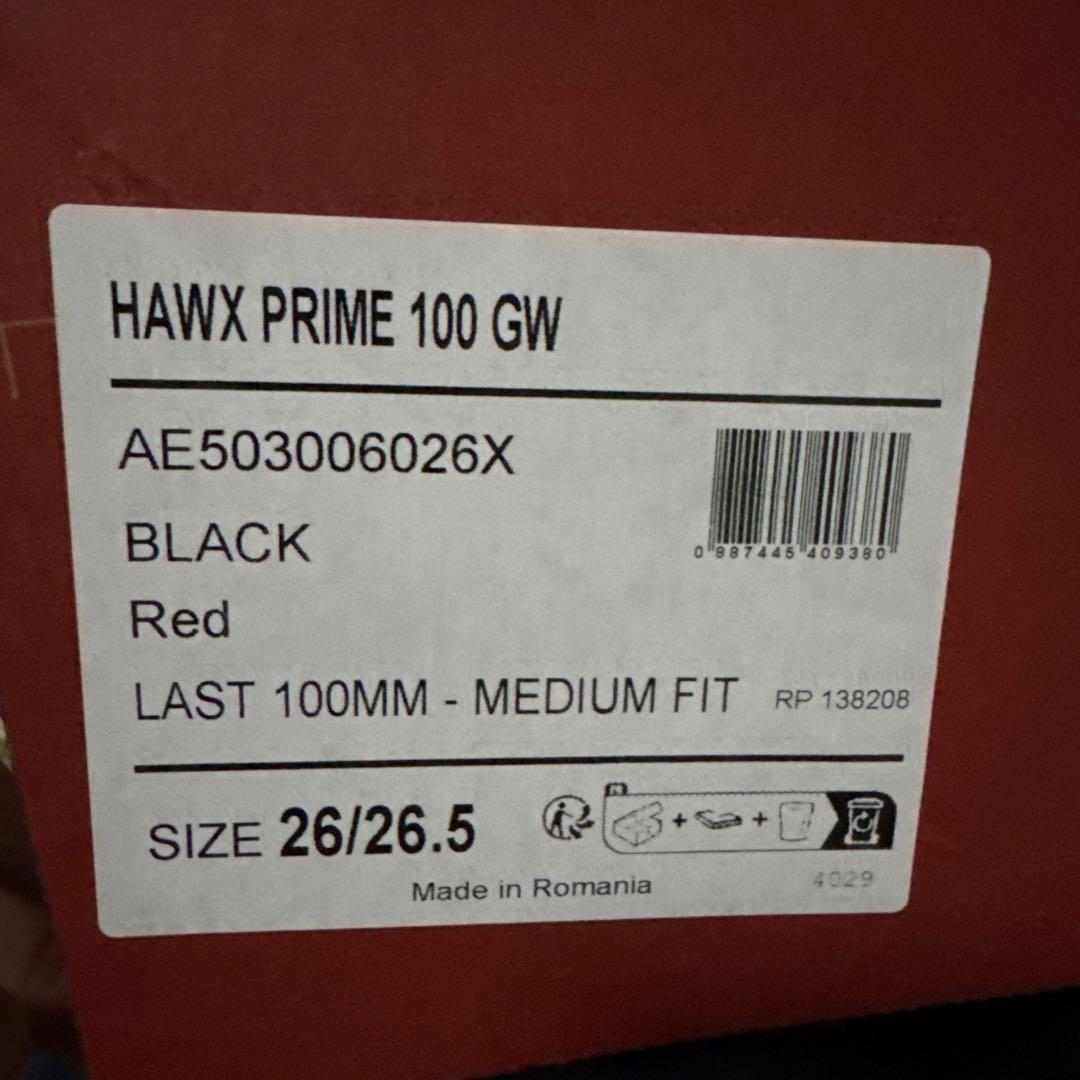 HAWX PRIME 100 GW
AE503006026X
0 887445 409380
BLACK
Red
LAST 100MM - MEDIUM FIT RP 138208
SIZE 26/26.5
Made in Romania
4029